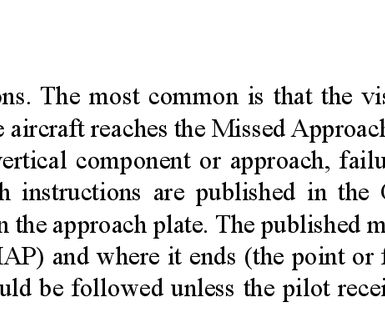 ons. The most common is that the vis
e aircraft reaches the Missed Approach
vertical component or approach, failu
h instructions are published in the
n the approach plate. The published m
IAP) and where it ends (the point or f
uld be followed unless the pilot recei